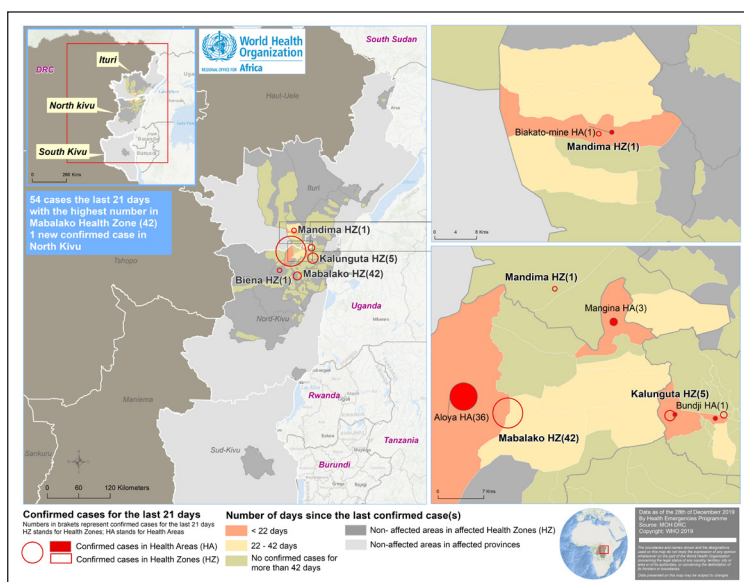 World Health
Organization
REGIONAL OFFICE FOR Africa
DRC
Ituri
North kivu
South Kivu
0 280 Kms
54 cases the last 21 days
with the highest number in
Mabalako Health Zone (42)
1 new confirmed case in
North Kivu
South Sudan
Haut-Uele
Ituri
Mandima HZ(1)
Kalunguta HZ(5)
Mabalako HZ(42)
Biena HZ(1)
Tshopo
Nord-Kivu
Uganda
Maniema
Rwanda
Sankuru
Sud-Kivu
Tanzania
Burundi
0 60 120 Kilometers
Biakato-mine HA(1)
Mandima HZ(1)
0 4 8 Kms
Mandima HZ(1)
Mangina HA(3)
Aloya HA(36)
Mabalako HZ(42)
Kalunguta HZ(5)
Bundji HA(1)
0 7 Kms
Confirmed cases for the last 21 days
Numbers in brakets represent confirmed cases for the last 21 days
HZ stands for Health Zones; HA stands for Health Areas
Confirmed cases in Health Areas (HA)
Confirmed cases in Health Zones (HZ)
Number of days since the last confirmed case(s)
< 22 days
22 - 42 days
No confirmed cases for
more than 42 days
Non- affected areas in affected Health Zones (HZ)
Non-affected areas in affected provinces
Data as of the 28th of December 2019
By Health Emergencies Programme
Source: MOH DRC
Copyright: WHO 2019